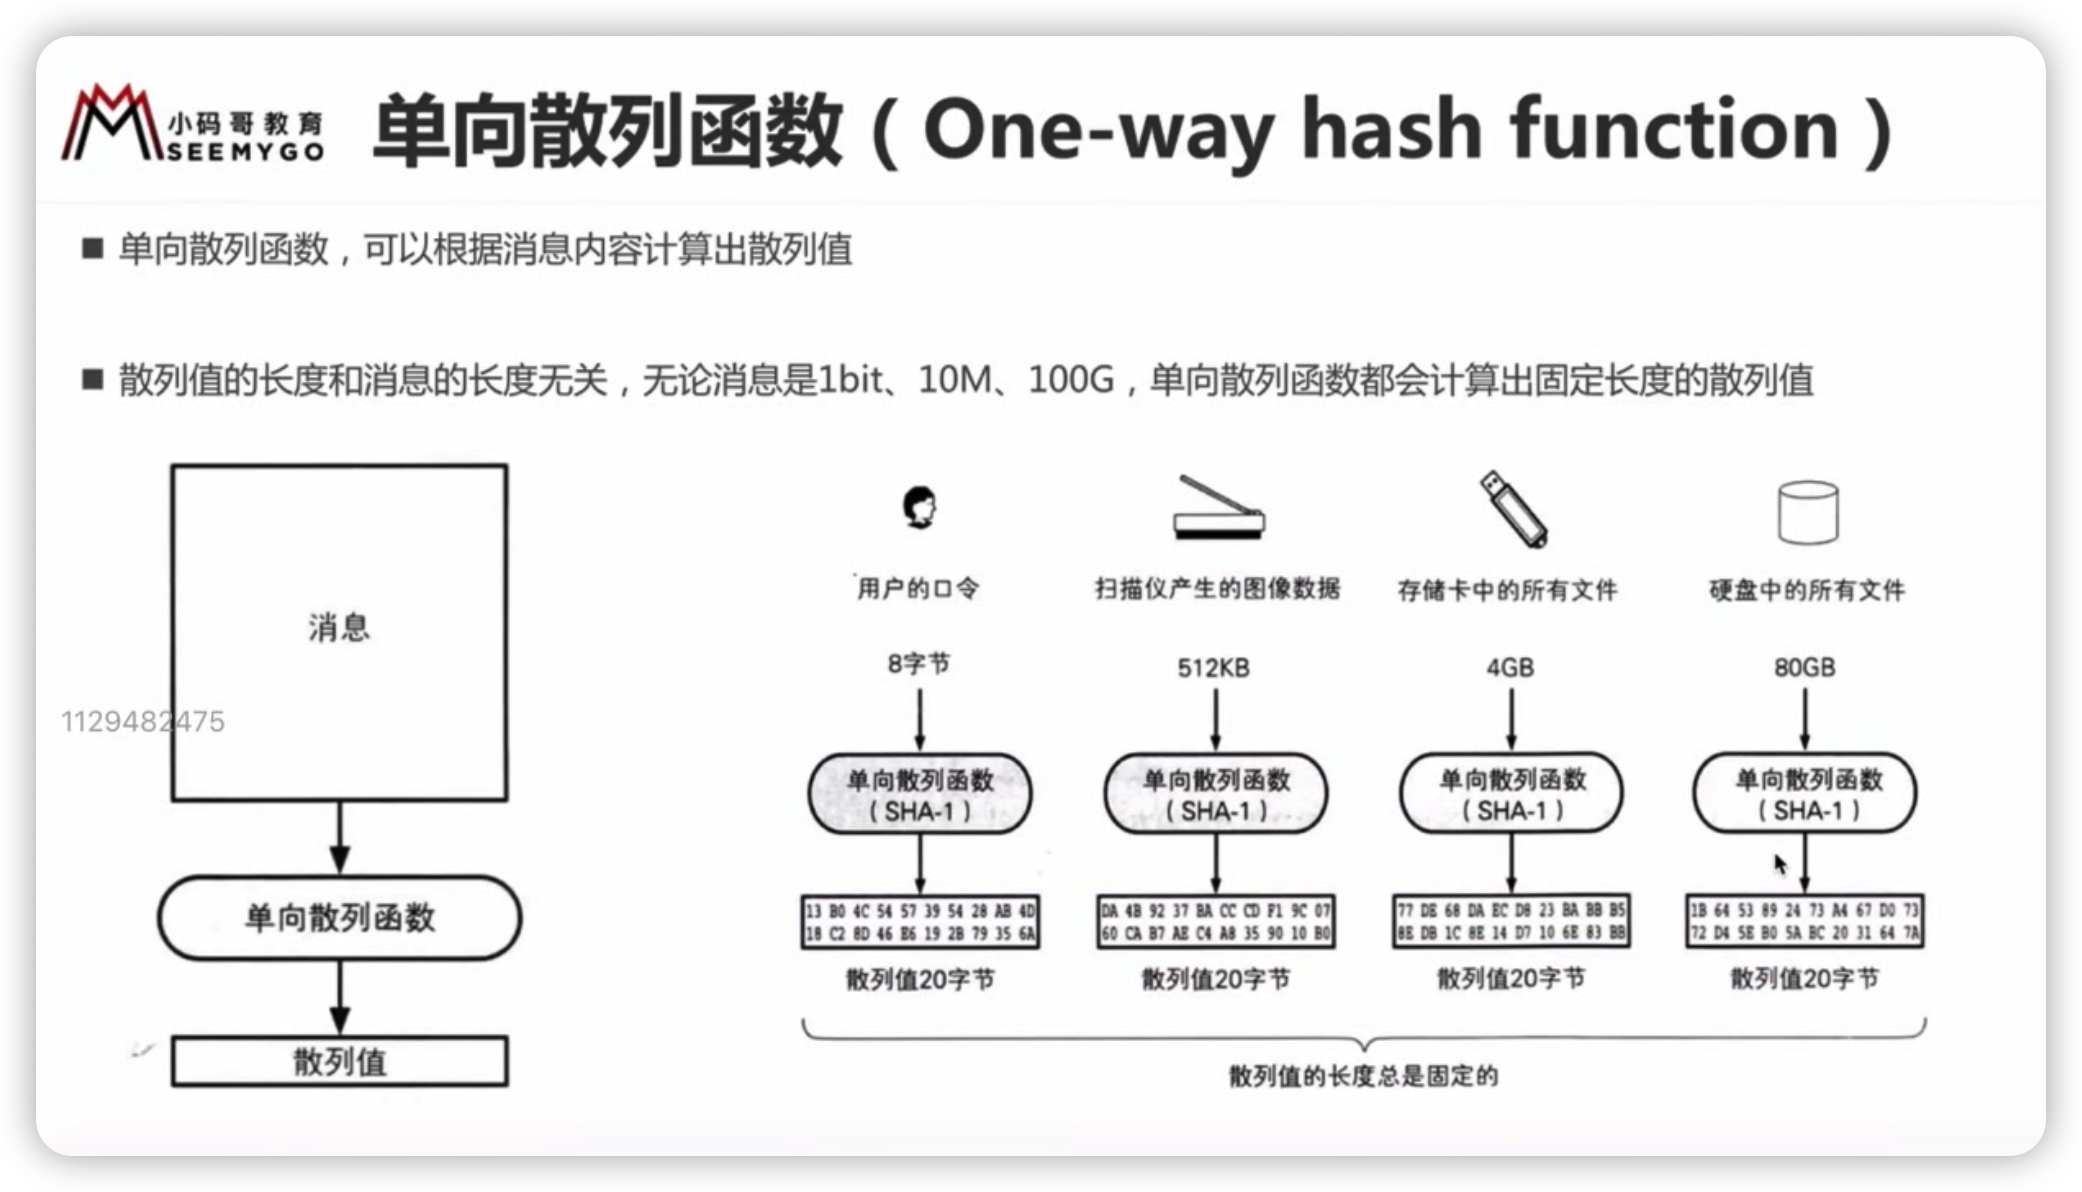 小码哥教育
SEEMYGO
单向散列函数（One-way hash function）
■ 单向散列函数，可以根据消息内容计算出散列值
■ 散列值的长度和消息的长度无关，无论消息是1bit、10M、100G，单向散列函数都会计算出固定长度的散列值
消息
1129482475
单向散列函数
散列值
用户的口令
扫描仪产生的图像数据
存储卡中的所有文件
硬盘中的所有文件
8字节
512KB
4GB
80GB
单向散列函数
（SHA-1）
单向散列函数
（SHA-1）
单向散列函数
（SHA-1）
单向散列函数
（SHA-1）
13 B0 4C 54 57 39 54 28 AB 4D
18 C2 8D 46 E6 19 2B 79 35 6A
DA 4B 92 37 BA CC CD F1 9C 07
60 CA B7 AE C4 A8 35 90 10 B0
77 DE 68 DA EC D8 23 BA BB B5
8E DB 1C 8E 14 D7 10 6E 83 BB
1B 64 53 89 24 73 A4 67 D0 73
72 D4 5E B0 5A BC 20 31 64 7A
散列值20字节
散列值20字节
散列值20字节
散列值20字节
散列值的长度总是固定的